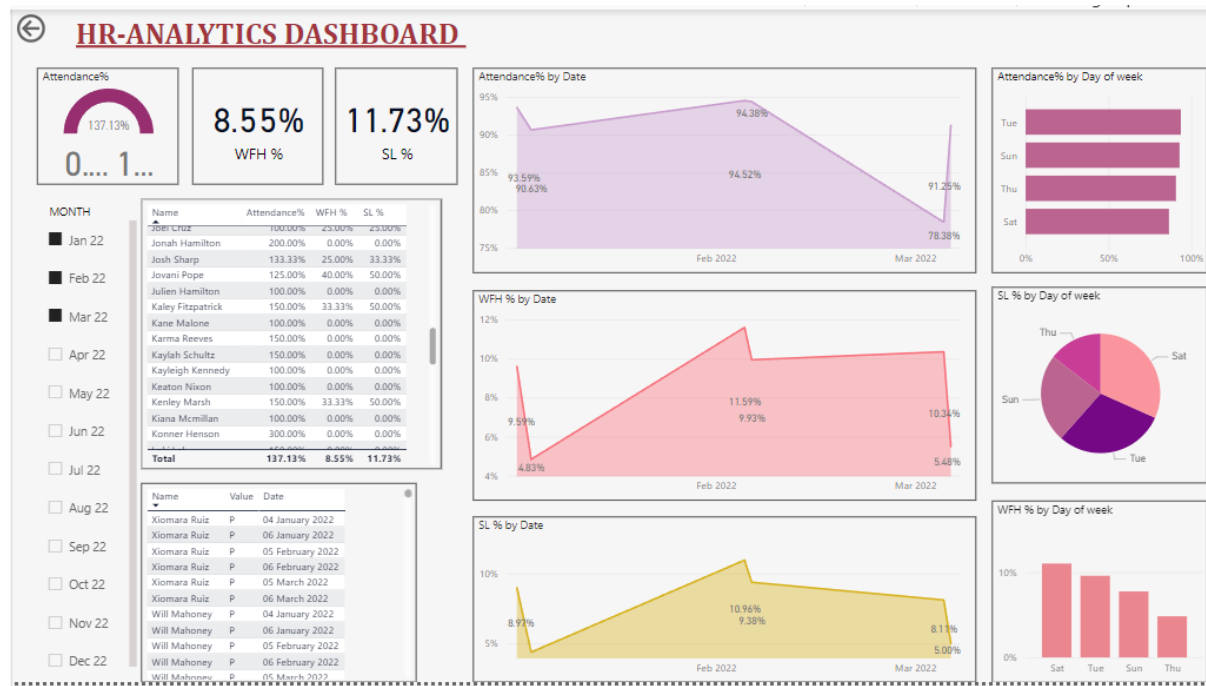 HR-ANALYTICS DASHBOARD
Attendance%
137.13%
0.... 1...
8.55%
WFH %
11.73%
SL %
MONTH
Jan 22
Feb 22
Mar 22
Apr 22
May 22
Jun 22
Jul 22
Aug 22
Sep 22
Oct 22
Nov 22
Dec 22
Name Attendance% WFH % SL %
Joel Cruz 100.00% 25.00% 25.00%
Jonah Hamilton 200.00% 0.00% 0.00%
Josh Sharp 133.33% 25.00% 33.33%
Jovani Pope 125.00% 40.00% 50.00%
Julien Hamilton 100.00% 0.00% 0.00%
Kaley Fitzpatrick 150.00% 33.33% 50.00%
Kane Malone 100.00% 0.00% 0.00%
Karma Reeves 150.00% 0.00% 0.00%
Kaylah Schultz 150.00% 0.00% 0.00%
Kayleigh Kennedy 100.00% 0.00% 0.00%
Keaton Nixon 100.00% 0.00% 0.00%
Kenley Marsh 150.00% 33.33% 50.00%
Kiana Mcmillan 100.00% 0.00% 0.00%
Konner Henson 300.00% 0.00% 0.00%
Total 137.13% 8.55% 11.73%
Name Value Date
Xiomara Ruiz P 04 January 2022
Xiomara Ruiz P 06 January 2022
Xiomara Ruiz P 05 February 2022
Xiomara Ruiz P 06 February 2022
Xiomara Ruiz P 05 March 2022
Xiomara Ruiz P 06 March 2022
Will Mahoney P 04 January 2022
Will Mahoney P 06 January 2022
Will Mahoney P 05 February 2022
Will Mahoney P 06 February 2022
Will Mahoney P 05 March 2022
Attendance% by Date
95%
90%
85%
80%
75%
93.59%
90.63%
94.38%
94.52%
91.25%
78.38%
Feb 2022
Mar 2022
WFH % by Date
12%
10%
8%
6%
4%
9.59%
4.83%
11.59%
9.93%
10.34%
5.48%
Feb 2022
Mar 2022
SL % by Date
10%
5%
8.97%
10.96%
9.38%
8.11%
5.00%
Feb 2022
Mar 2022
Attendance% by Day of week
Tue
Sun
Thu
Sat
0%
50%
100%
SL % by Day of week
Thu
Sat
Sun
Tue
WFH % by Day of week
10%
0%
Sat
Tue
Sun
Thu